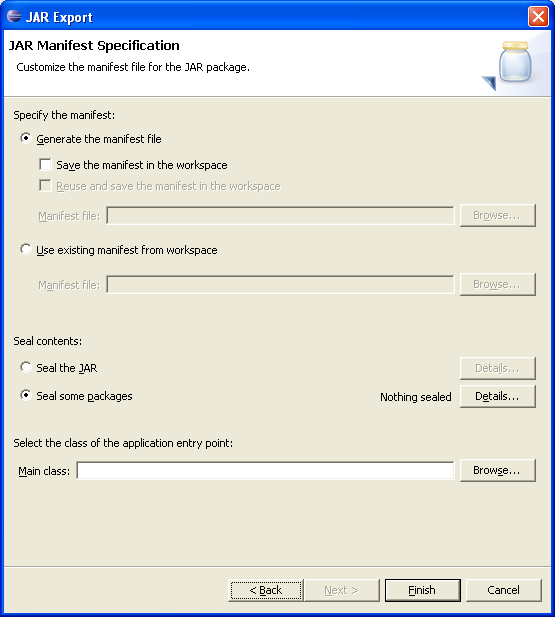 JAR Export
JAR Manifest Specification
Customize the manifest file for the JAR package.
Specify the manifest:
Generate the manifest file
Save the manifest in the workspace
Reuse and save the manifest in the workspace
Manifest file: Browse...
Use existing manifest from workspace
Manifest file: Browse...
Seal contents:
Seal the JAR Details...
Seal some packages Nothing sealed Details...
Select the class of the application entry point:
Main class: Browse...
< Back Next > Finish Cancel